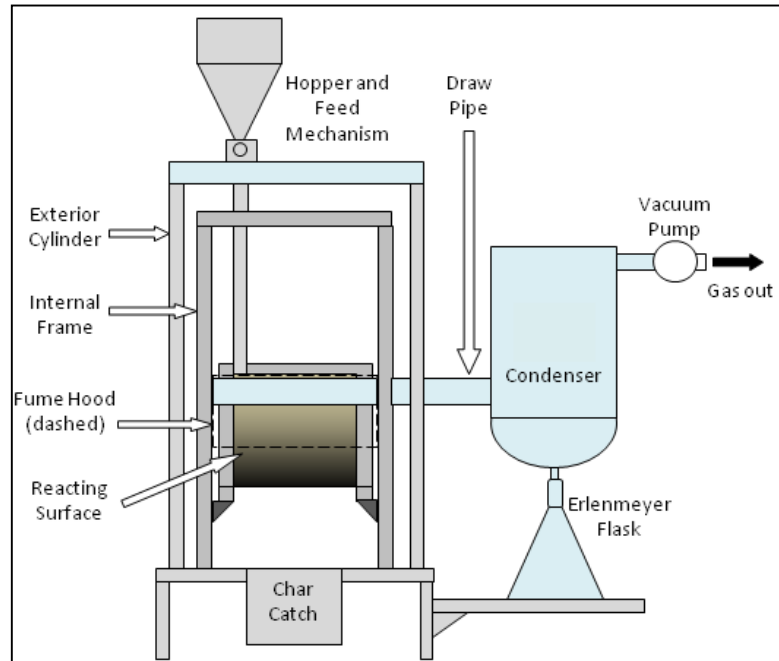 Hopper and
Feed
Mechanism
Draw
Pipe
Exterior
Cylinder
Vacuum
Pump
Gas out
Internal
Frame
Condenser
Fume Hood
(dashed)
Reacting
Surface
Erlenmeyer
Flask
Char
Catch